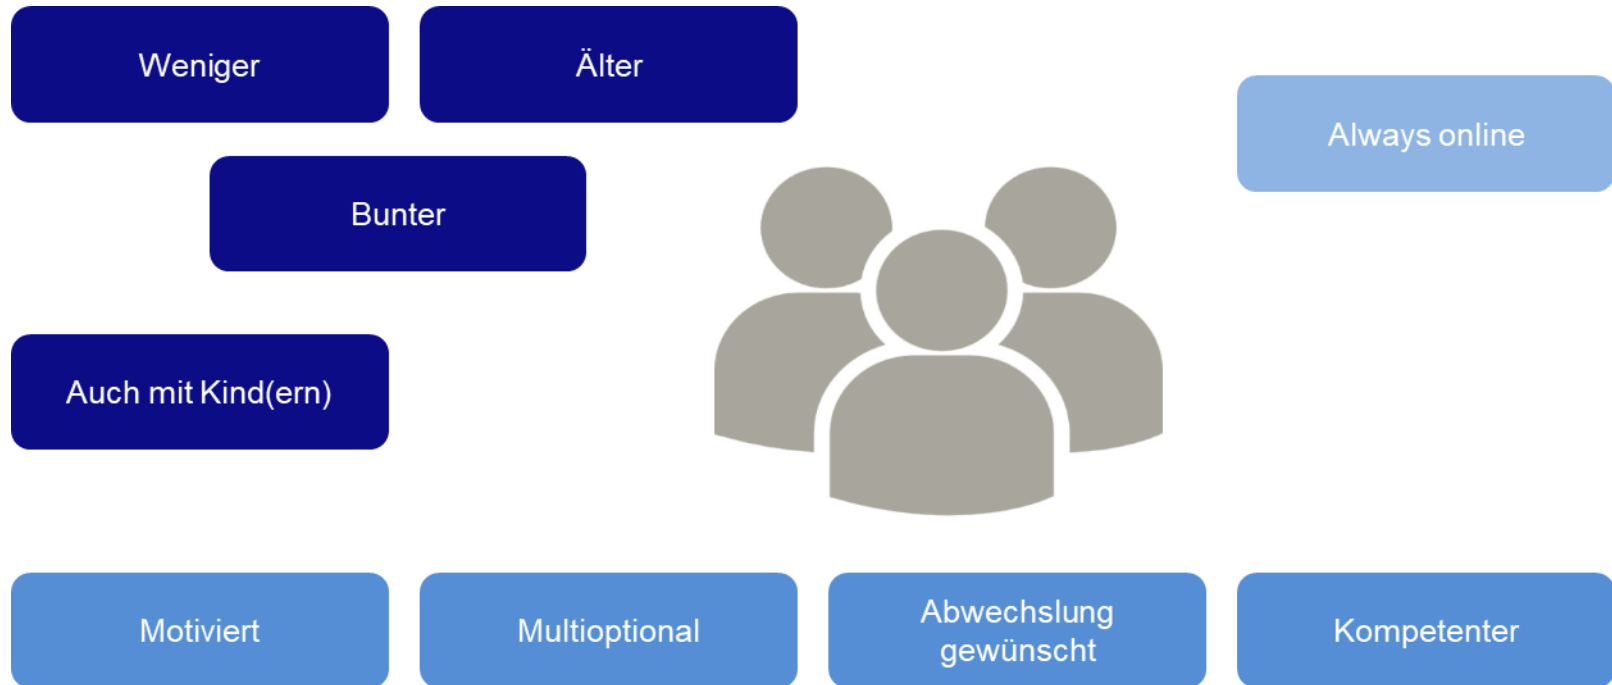 Weniger
Älter
Always online
Bunter
Auch mit Kind(ern)
Motiviert
Multioptional
Abwechslung
gewünscht
Kompetenter